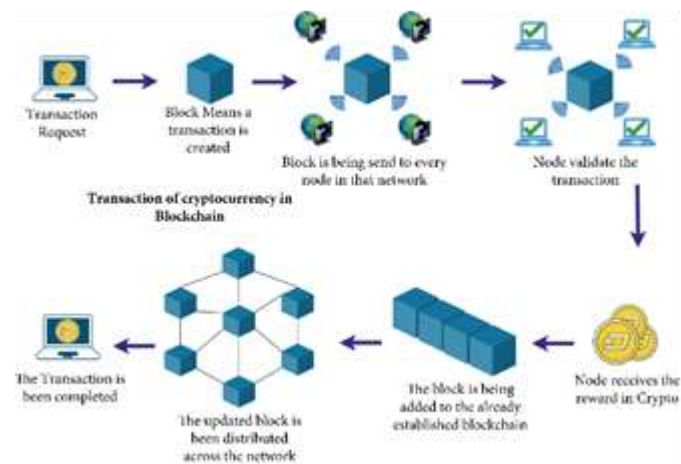 Transaction
Request
Block Means a
transaction is
created
Block is being send to every
node in that network
Node validate the
transaction
Transaction of cryptocurrency in
Blockchain
The Transaction is
been completed
The updated block is
been distributed
across the network
The block is being
added to the already
established blockchain
Node receives the
reward in Crypto